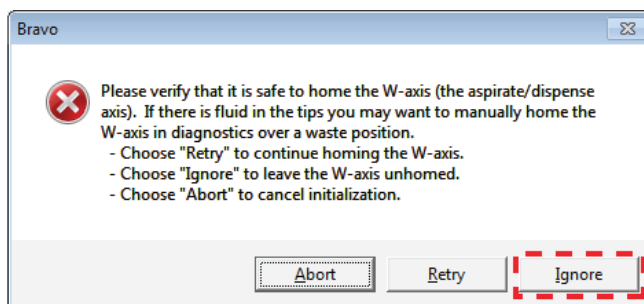 Bravo
Please verify that it is safe to home the W-axis (the aspirate/dispense
axis). If there is fluid in the tips you may want to manually home the
W-axis in diagnostics over a waste position.
- Choose "Retry" to continue homing the W-axis.
- Choose "Ignore" to leave the W-axis unhomed.
- Choose "Abort" to cancel initialization.
Abort Retry Ignore